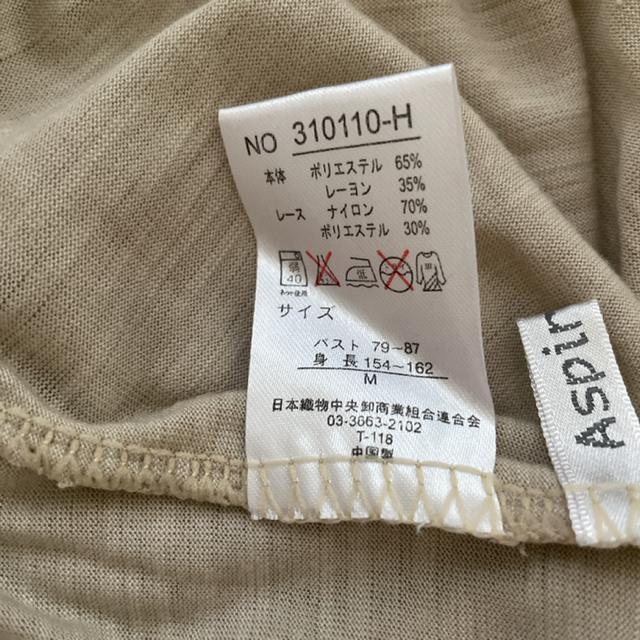 NO 310110-H
本体 ポリエステル 65%
レーヨン 35%
レース ナイロン 70%
ポリエステル 30%
弱 40 低
ネット使用
サイズ
バスト 79~87
身長 154~162
M
日本織物中央卸商業組合連合会
03-3663-2102
T-118
中国製
Aspin